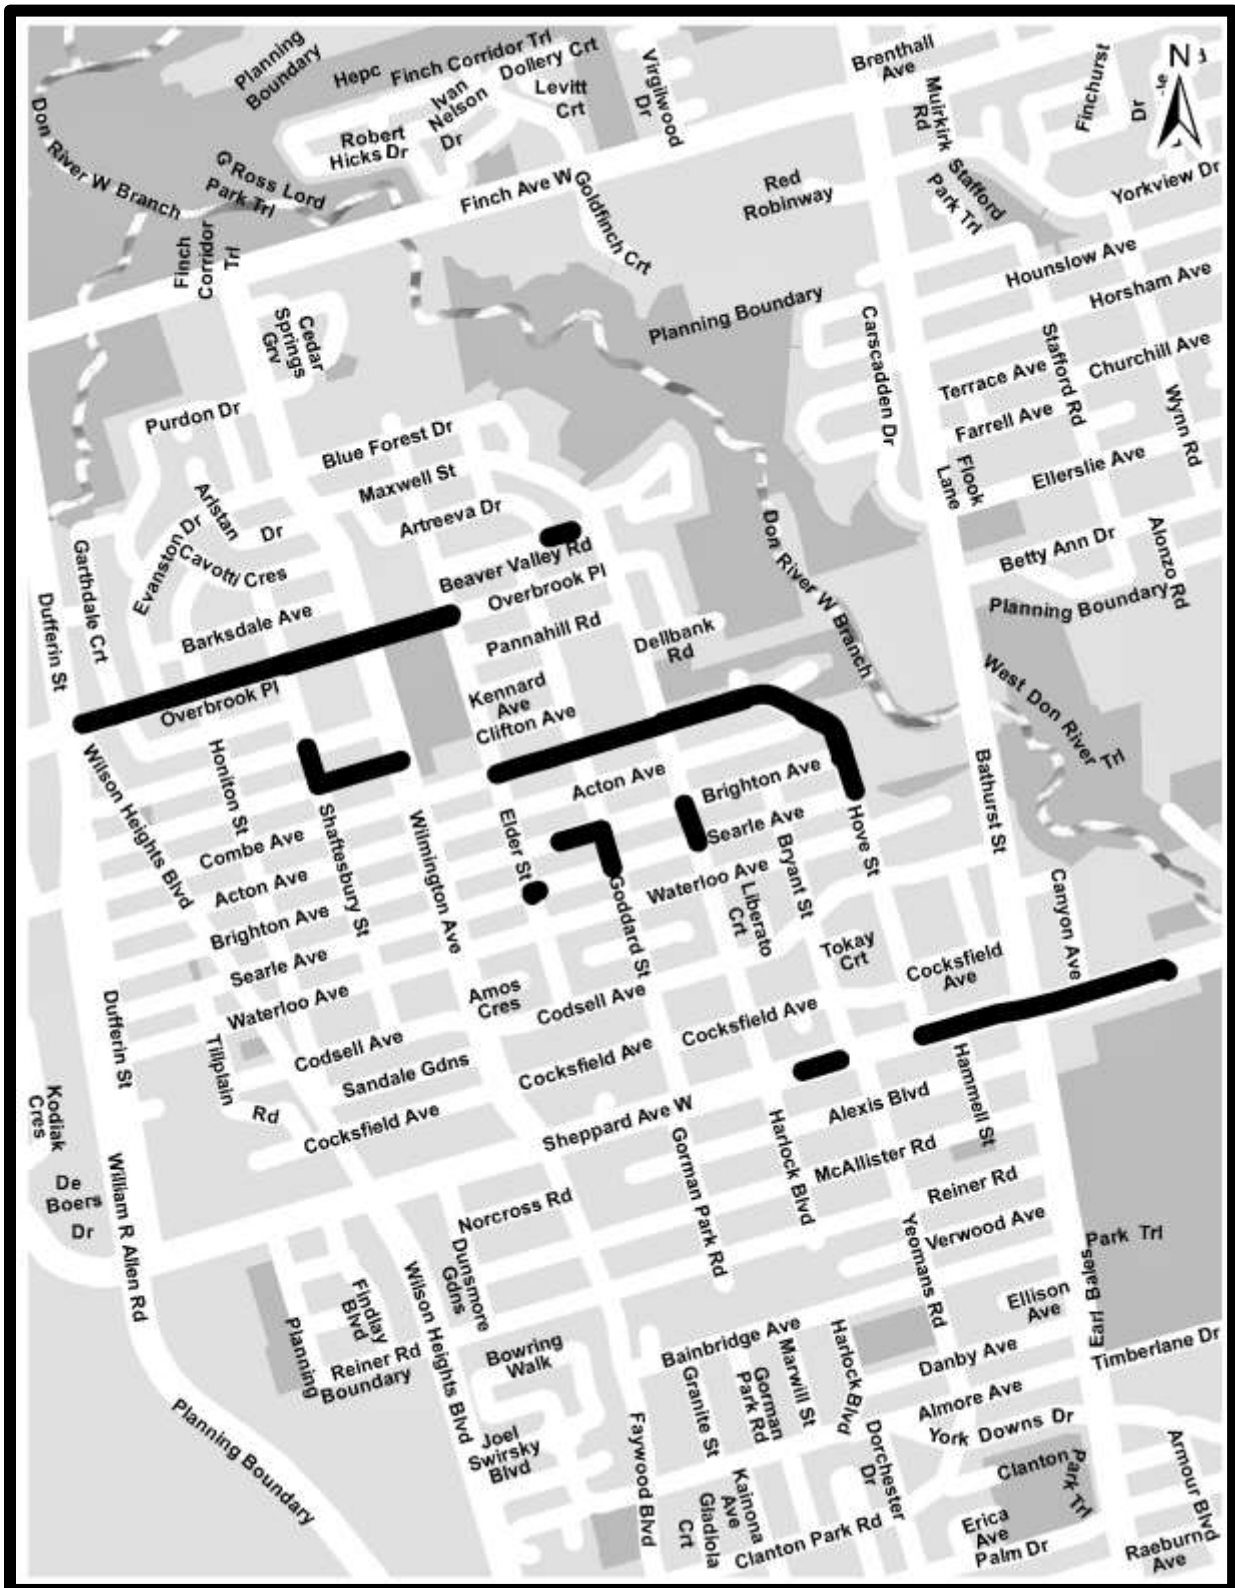 Planning
Boundary
Hepc
Finch Corridor Trl
Dollery Crt
Ivan
Nelson
Dr
Levitt
Crt
Virgilwood
Dr
Brenthall
Ave
Muirkirk
Rd
Finchurst
Dr
N
Don River W Branch
Robert
Hicks Dr
G Ross Lord
Park Trl
Finch Ave W
Goldfinch Crt
Red
Robinway
Stafford
Park Trl
Yorkview Dr
Finch
Corridor
Trl
Hounslow Ave
Horsham Ave
Planning Boundary
Cedar
Springs
Grv
Carscadden Dr
Stafford Rd
Terrace Ave
Churchill Ave
Farrell Ave
Wynn Rd
Purdon Dr
Blue Forest Dr
Maxwell St
Artreeva Dr
Flook
Lane
Ellerslie Ave
Aristan
Dr
Evanston Dr
Cavotti Cres
Garthdale Crt
Beaver Valley Rd
Overbrook Pl
Don River W Branch
Betty Ann Dr
Alonzo Rd
Planning Boundary
Dufferin St
Barksdale Ave
Pannahill Rd
Dellbank
Rd
Overbrook Pl
Kennard
Ave
Clifton Ave
West Don River
Trl
Wilson Heights Blvd
Honiton St
Shaftesbury St
Acton Ave
Brighton Ave
Bathurst St
Hove St
Elder St
Wilmington Ave
Combe Ave
Searle Ave
Bryant St
Acton Ave
Goddard St
Waterloo Ave
Liberato
Crt
Canyon Ave
Brighton Ave
Searle Ave
Tokay
Crt
Cocksfield
Ave
Waterloo Ave
Amos
Cres
Codsell Ave
Cocksfield Ave
Dufferin St
Tillplain
Rd
Codsell Ave
Sandale Gdns
Cocksfield Ave
Kodiak
Cres
Cocksfield Ave
Sheppard Ave W
Alexis Blvd
Hammell St
Harlock Blvd
Gorman Park Rd
McAllister Rd
De
Boers
Dr
William R Allen Rd
Norcross Rd
Reiner Rd
Verwood Ave
Yeomans Rd
Dunsmore
Gdns
Wilson Heights Blvd
Findlay
Blvd
Planning
Boundary
Reiner Rd
Earl Bales
Park Trl
Ellison
Ave
Bowring
Walk
Bainbridge Ave
Harlock Blvd
Marwill St
Gorman
Park Rd
Granite St
Danby Ave
Timberlane Dr
Almore Ave
York Downs Dr
Planning Boundary
Joel
Swirsky
Blvd
Faywood Blvd
Dorchester
Dr
Clanton
Park Trl
Armour Blvd
Kainona
Ave
Gladiola
Crt
Clanton Park Rd
Erica
Ave
Palm Dr
Raeburn
Ave